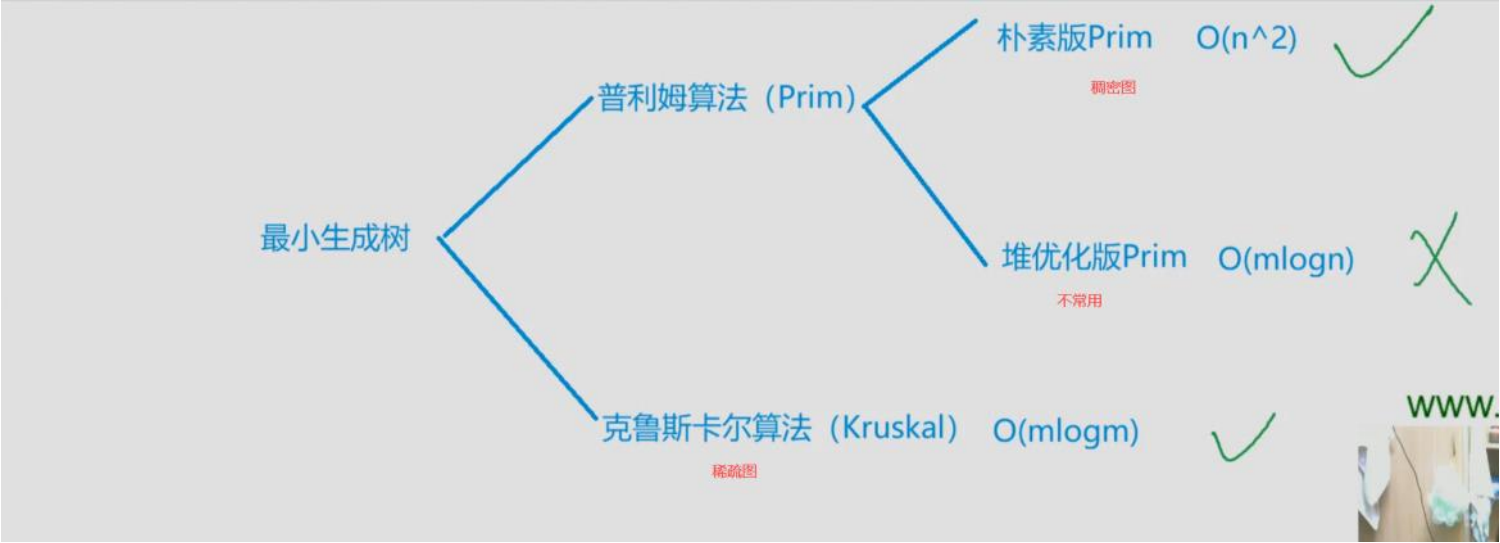 朴素版Prim O(n^2)
稠密图
普利姆算法（Prim）
最小生成树
堆优化版Prim O(mlogn)
不常用
www.
克鲁斯卡尔算法（Kruskal） O(mlogm)
稀疏图